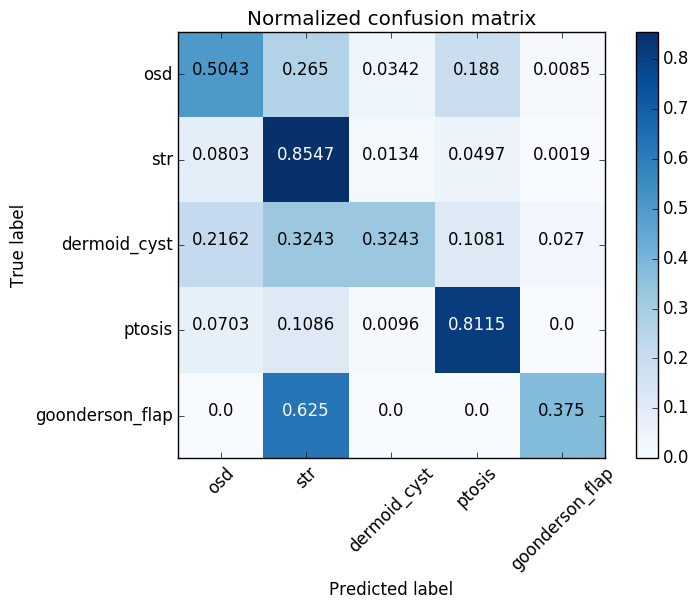 Normalized confusion matrix
osd 0.5043 0.265 0.0342 0.188 0.0085
str 0.0803 0.8547 0.0134 0.0497 0.0019
dermoid_cyst 0.2162 0.3243 0.3243 0.1081 0.027
ptosis 0.0703 0.1086 0.0096 0.8115 0.0
goonderson_flap 0.0 0.625 0.0 0.0 0.375
True label
osd str dermoid_cyst ptosis goonderson_flap
Predicted label
0.8
0.7
0.6
0.5
0.4
0.3
0.2
0.1
0.0